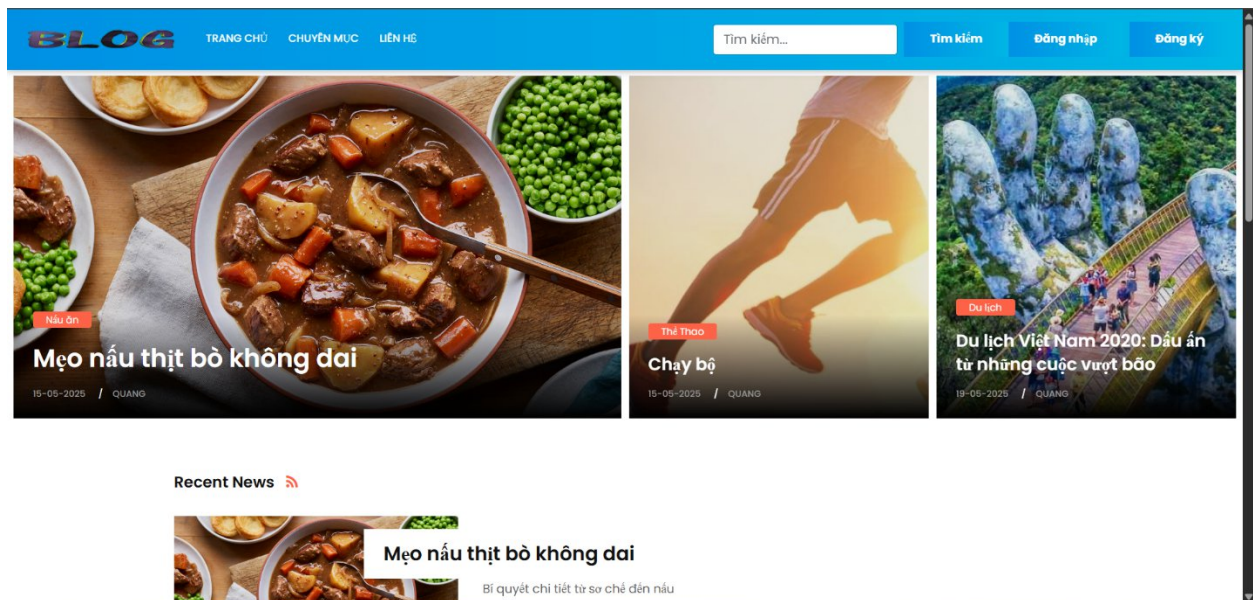 BLOG
TRANG CHỦ CHUYÊN MỤC LIÊN HỆ
Tìm kiếm...
Tìm kiếm
Đăng nhập
Đăng ký
Nấu ăn
Mẹo nấu thịt bò không dai
15-05-2025 / QUANG
Thể Thao
Chạy bộ
15-05-2025 / QUANG
Du lịch
Du lịch Việt Nam 2020: Dấu ấn
từ những cuộc vượt bão
19-05-2025 / QUANG
Recent News
Mẹo nấu thịt bò không dai
Bí quyết chi tiết từ sơ chế đến nấu